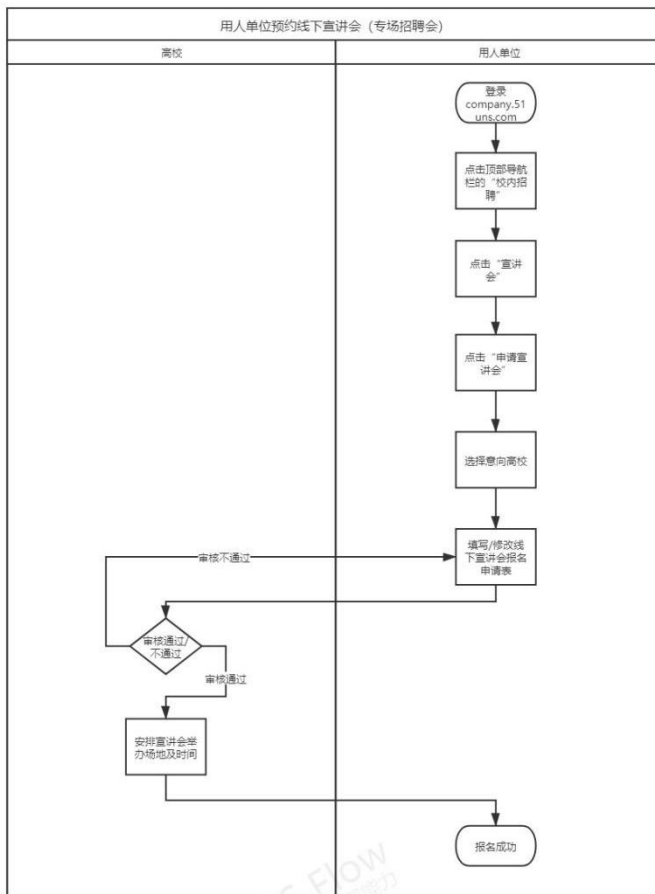 用人单位预约线下宣讲会（专场招聘会）
高校
用人单位
登录
company.51
uns.com
点击顶部导航
栏的“校内招
聘”
点击“宣讲
会”
点击“申请宣
讲会”
选择意向高校
审核不通过
填写/修改线
下宣讲会报名
申请表
审核通过/
不通过
审核通过
安排宣讲会举
办场地及时间
报名成功
Flow